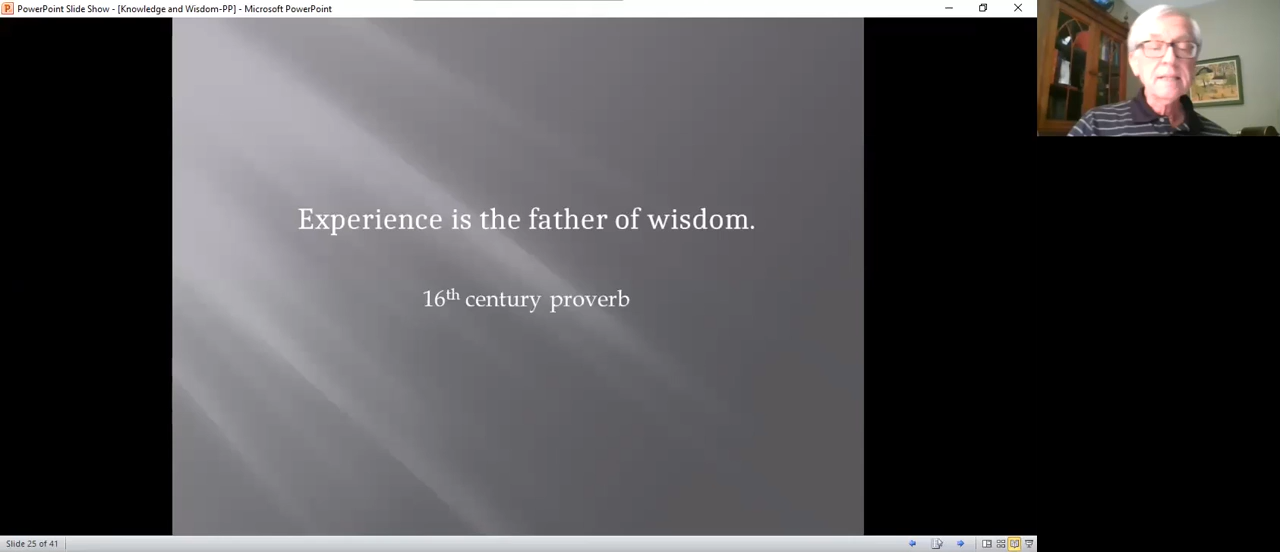 PowerPoint Slide Show - [Knowledge and Wisdom-PP] - Microsoft PowerPoint
Experience is the father of wisdom.
16th century proverb
Slide 25 of 41